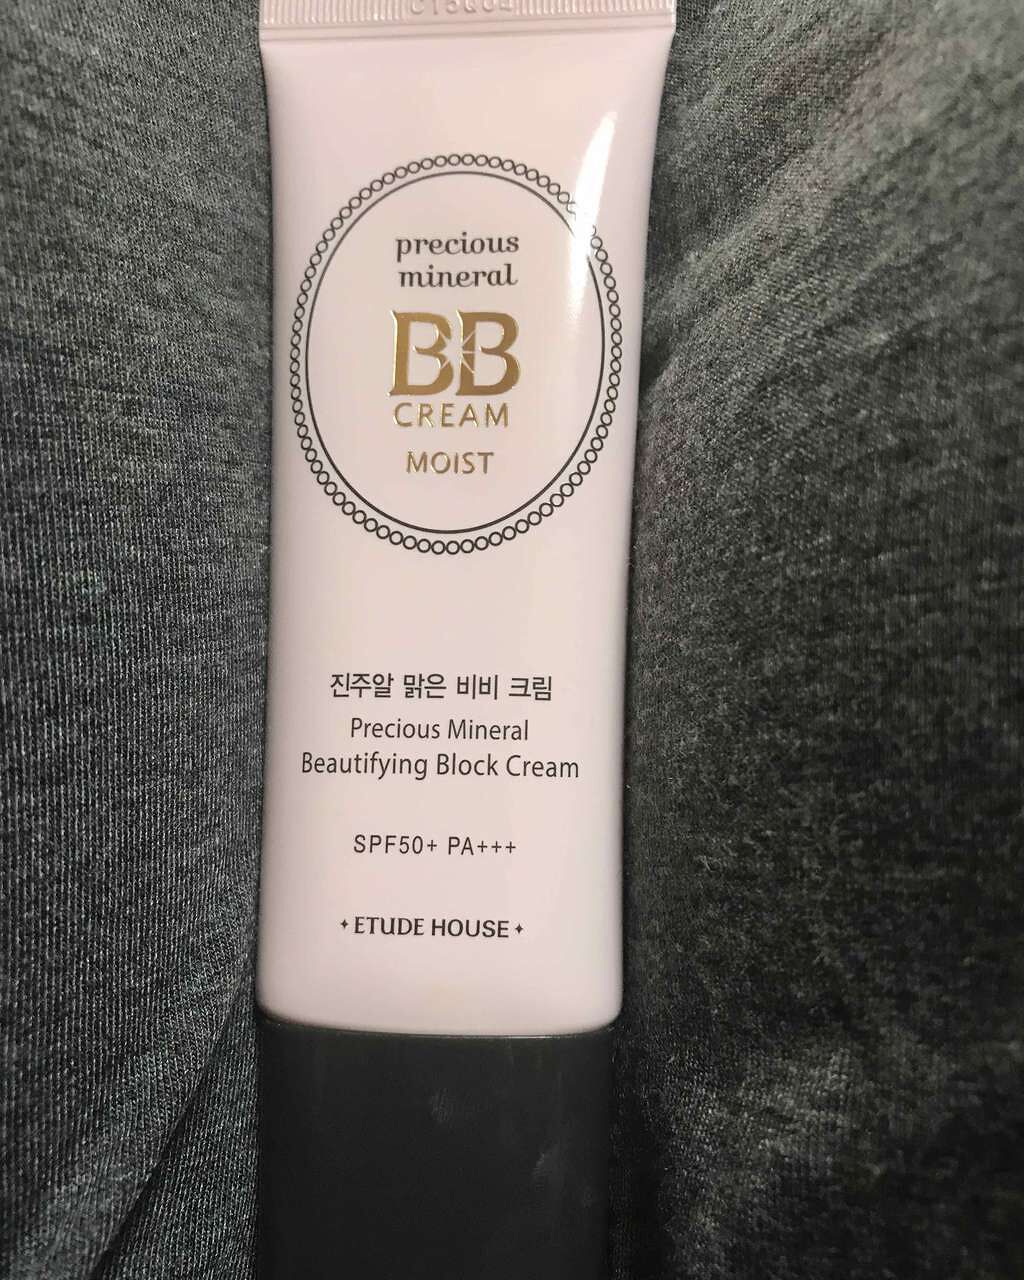 precious
mineral
BB
CREAM
MOIST
진주알 맑은 비비 크림
Precious Mineral
Beautifying Block Cream
SPF50+ PA+++
ETUDE HOUSE